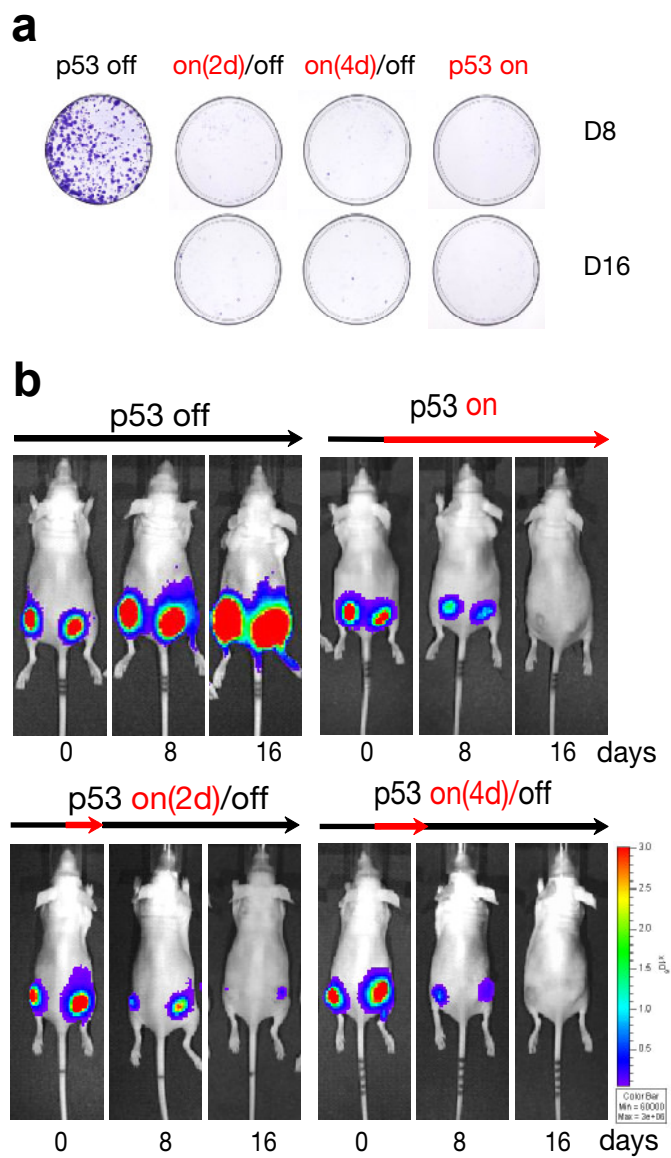 a
p53 off on(2d)/off on(4d)/off p53 on
D8
D16
b
p53 off
p53 on
0 8 16 0 8 16 days
p53 on(2d)/off
p53 on(4d)/off
3.0
2.5
2.0
1.5
1.0
0.5
Color Bar
Min = 60000
Max = 3e+06
0 8 16 0 8 16 days